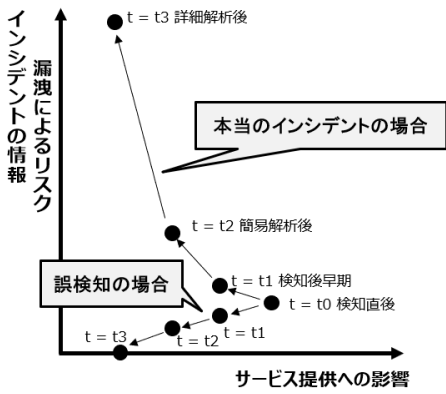 インシデントの情報
漏洩によるリスク
t = t3 詳細解析後
本当のインシデントの場合
t = t2 簡易解析後
t = t1 検知後早期
誤検知の場合
t = t0 検知直後
t = t1
t = t2
t = t3
サービス提供への影響